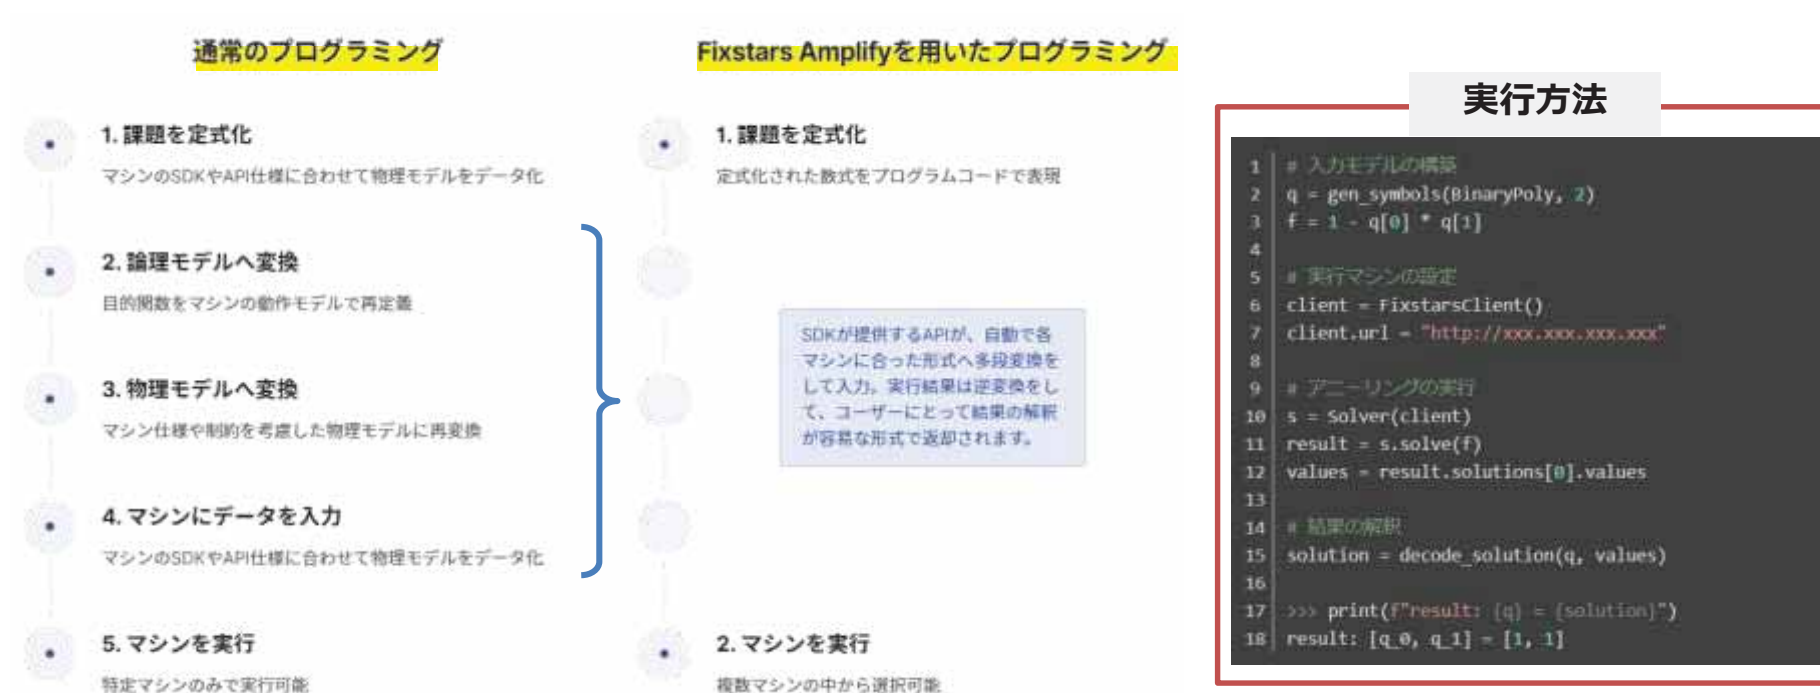 通常のプログラミング
1. 課題を定式化
マシンのSDKやAPI仕様に合わせて物理モデルをデータ化
2. 論理モデルへ変換
目的関数をマシンの動作モデルで再定義
3. 物理モデルへ変換
マシン仕様や制約を考慮した物理モデルに再変換
4. マシンにデータを入力
マシンのSDKやAPI仕様に合わせて物理モデルをデータ化
5. マシンを実行
特定マシンのみで実行可能
Fixstars Amplifyを用いたプログラミング
1. 課題を定式化
定式化された数式をプログラムコードで表現
SDKが提供するAPIが、自動で各
マシンに合った形式へ多段変換を
して入力。実行結果は逆変換をし
て、ユーザーにとって結果の解釈
が容易な形式で返却されます。
2. マシンを実行
複数マシンの中から選択可能
実行方法
1 # 入力モデルの構築
2 q = gen_symbols(BinaryPoly, 2)
3 f = 1 - q[0] * q[1]
4
5 # 実行マシンの設定
6 client = FixstarsClient()
7 client.url = "http://xxx.xxx.xxx.xxx"
8
9 # アニーリングの実行
10 s = Solver(client)
11 result = s.solve(f)
12 values = result.solutions[0].values
13
14 # 結果の解釈
15 solution = decode_solution(q, values)
16
17 >>> print(f"result: {q} = {solution}")
18 result: [q_0, q_1] = [1, 1]